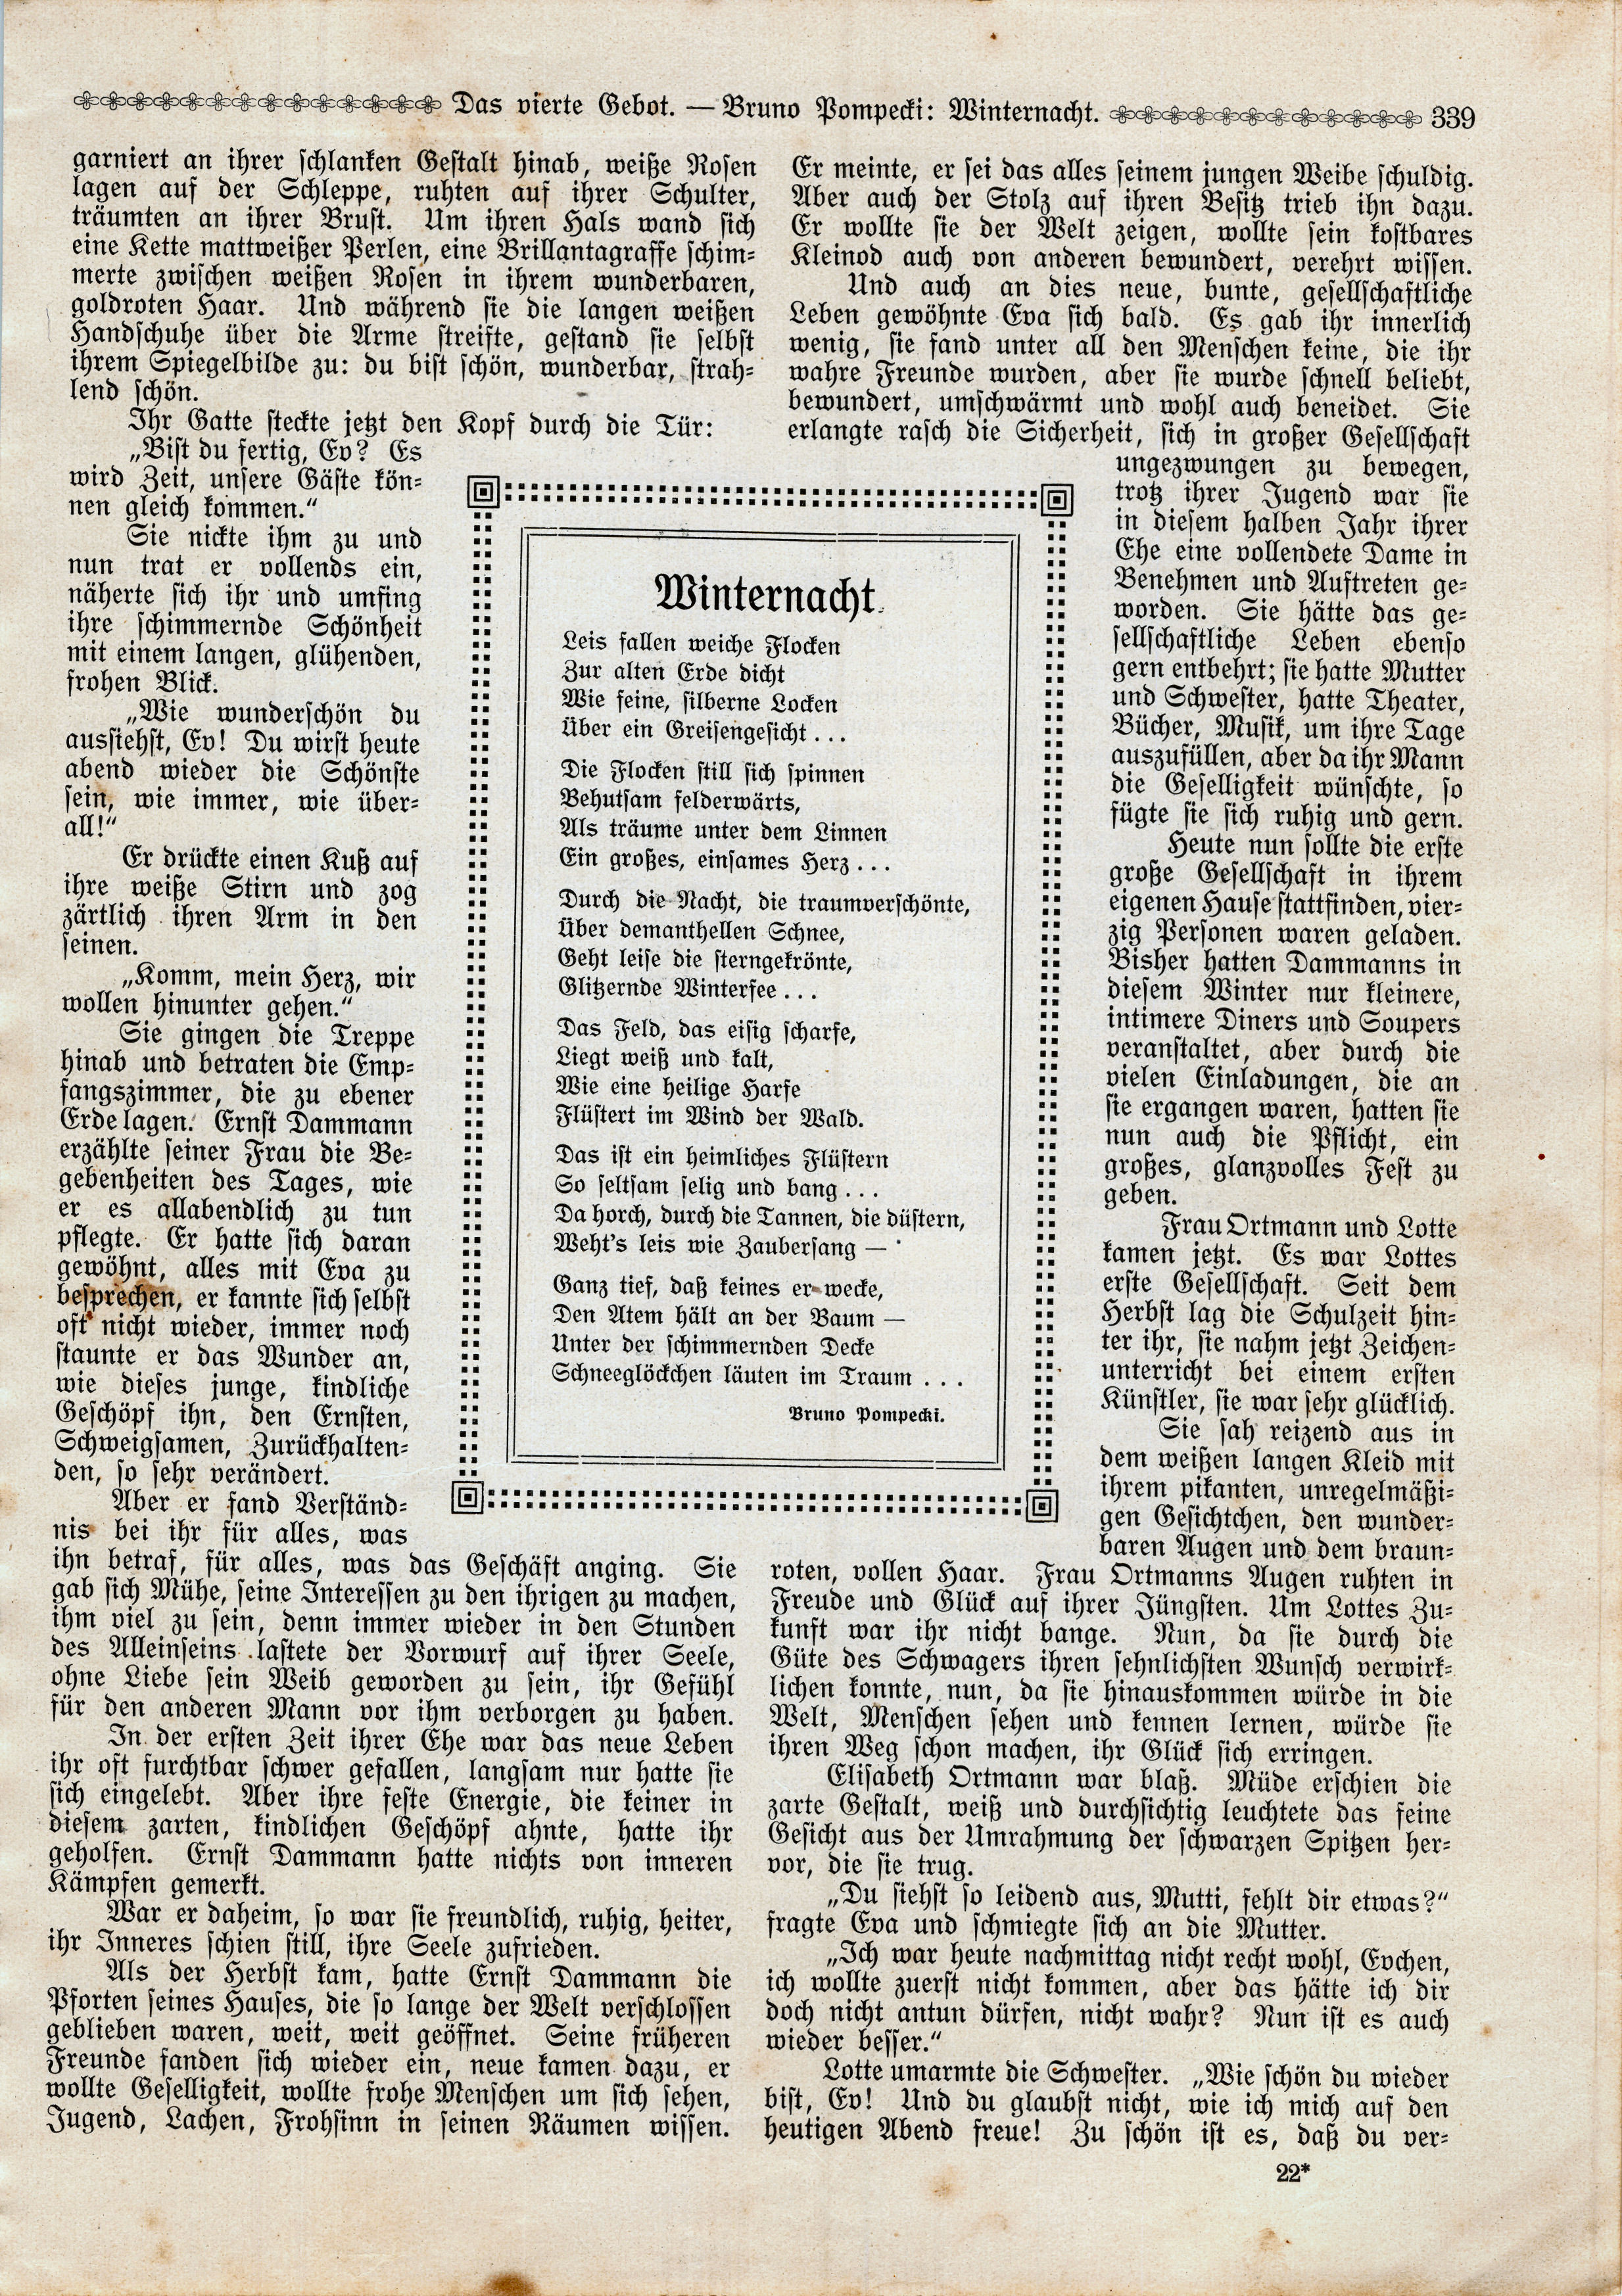 Das vierte Gebot. — Bruno Pompecki: Winternacht. 339
garniert an ihrer schlanken Gestalt hinab, weiße Rosen
lagen auf der Schleppe, ruhten auf ihrer Schulter,
träumten an ihrer Brust. Um ihren Hals wand sich
eine Kette mattweißer Perlen, eine Brillantagraffe schim-
merte zwischen weißen Rosen in ihrem wunderbaren,
goldroten Haar. Und während sie die langen weißen
Handschuhe über die Arme streifte, gestand sie selbst
ihrem Spiegelbilde zu: du bist schön, wunderbar, strah-
lend schön.
Ihr Gatte steckte jetzt den Kopf durch die Tür:
„Bist du fertig, Ev? Es
wird Zeit, unsere Gäste kön-
nen gleich kommen.“
Sie nickte ihm zu und
nun trat er vollends ein,
näherte sich ihr und umfing
ihre schimmernde Schönheit
mit einem langen, glühenden,
frohen Blick.
„Wie wunderschön du
aussiehst, Ev! Du wirst heute
abend wieder die Schönste
sein, wie immer, wie über-
all!“
Er drückte einen Kuß auf
ihre weiße Stirn und zog
zärtlich ihren Arm in den
seinen.
„Komm, mein Herz, wir
wollen hinunter gehen.“
Sie gingen die Treppe
hinab und betraten die Emp-
fangszimmer, die zu ebener
Erde lagen. Ernst Dammann
erzählte seiner Frau die Be-
gebenheiten des Tages, wie
er es allabendlich zu tun
pflegte. Er hatte sich daran
gewöhnt, alles mit Eva zu
besprechen, er kannte sich selbst
oft nicht wieder, immer noch
staunte er das Wunder an,
wie dieses junge, kindliche
Geschöpf ihn, den Ernsten,
Schweigsamen, Zurückhalten-
den, so sehr verändert.
Aber er fand Verständ-
nis bei ihr für alles, was
ihn betraf, für alles, was das Geschäft anging. Sie
gab sich Mühe, seine Interessen zu den ihrigen zu machen,
ihm viel zu sein, denn immer wieder in den Stunden
des Alleinseins lastete der Vorwurf auf ihrer Seele,
ohne Liebe sein Weib geworden zu sein, ihr Gefühl
für den anderen Mann vor ihm verborgen zu haben.
In der ersten Zeit ihrer Ehe war das neue Leben
ihr oft furchtbar schwer gefallen, langsam nur hatte sie
sich eingelebt. Aber ihre feste Energie, die keiner in
diesem zarten, kindlichen Geschöpf ahnte, hatte ihr
geholfen. Ernst Dammann hatte nichts von inneren
Kämpfen gemerkt.
War er daheim, so war sie freundlich, ruhig, heiter,
ihr Inneres schien still, ihre Seele zufrieden.
Als der Herbst kam, hatte Ernst Dammann die
Pforten seines Hauses, die so lange der Welt verschlossen
geblieben waren, weit, weit geöffnet. Seine früheren
Freunde fanden sich wieder ein, neue kamen dazu, er
wollte Geselligkeit, wollte frohe Menschen um sich sehen,
Jugend, Lachen, Frohsinn in seinen Räumen wissen.
Winternacht.
Leis fallen weiche Flocken
Zur alten Erde dicht
Wie feine, silberne Locken
Über ein Greisengesicht...
Die Flocken still sich spinnen
Behutsam felderwärts,
Als träume unter dem Linnen
Ein großes, einsames Herz...
Durch die Nacht, die traumverschönte,
Über demanthellen Schnee,
Geht leise die sterngekrönte,
Glitzernde Winterfee...
Das Feld, das eisig scharfe,
Liegt weiß und kalt,
Wie eine heilige Harfe
Flüstert im Wind der Wald.
Das ist ein heimliches Flüstern
So seltsam selig und bang...
Da horch, durch die Tannen, die düstern,
Weht's leis wie Zaubersang —
Ganz tief, daß keines er wecke,
Den Atem hält an der Baum —
Unter der schimmernden Decke
Schneeglöckchen läuten im Traum...
Bruno Pompecki.
Er meinte, er sei das alles seinem jungen Weibe schuldig.
Aber auch der Stolz auf ihren Besitz trieb ihn dazu.
Er wollte sie der Welt zeigen, wollte sein kostbares
Kleinod auch von anderen bewundert, verehrt wissen.
Und auch an dies neue, bunte, gesellschaftliche
Leben gewöhnte Eva sich bald. Es gab ihr innerlich
wenig, sie fand unter all den Menschen keine, die ihr
wahre Freunde wurden, aber sie wurde schnell beliebt,
bewundert, umschwärmt und wohl auch beneidet. Sie
erlangte rasch die Sicherheit, sich in großer Gesellschaft
ungezwungen zu bewegen,
trotz ihrer Jugend war sie
in diesem halben Jahr ihrer
Ehe eine vollendete Dame in
Benehmen und Auftreten ge-
worden. Sie hätte das ge-
sellschaftliche Leben ebenso
gern entbehrt; sie hatte Mutter
und Schwester, hatte Theater,
Bücher, Musik, um ihre Tage
auszufüllen, aber da ihr Mann
die Geselligkeit wünschte, so
fügte sie sich ruhig und gern.
Heute nun sollte die erste
große Gesellschaft in ihrem
eigenen Hause stattfinden, vier-
zig Personen waren geladen.
Bisher hatten Dammanns in
diesem Winter nur kleinere,
intimere Diners und Soupers
veranstaltet, aber durch die
vielen Einladungen, die an
sie ergangen waren, hatten sie
nun auch die Pflicht, ein
großes, glanzvolles Fest zu
geben.
Frau Ortmann und Lotte
kamen jetzt. Es war Lottes
erste Gesellschaft. Seit dem
Herbst lag die Schulzeit hin-
ter ihr, sie nahm jetzt Zeichen-
unterricht bei einem ersten
Künstler, sie war sehr glücklich.
Sie sah reizend aus in
dem weißen langen Kleid mit
ihrem pikanten, unregelmäßi-
gen Gesichtchen, den wunder-
baren Augen und dem braun-
roten, vollen Haar. Frau Ortmanns Augen ruhten in
Freude und Glück auf ihrer Jüngsten. Um Lottes Zu-
kunft war ihr nicht bange. Nun, da sie durch die
Güte des Schwagers ihren sehnlichsten Wunsch verwirk-
lichen konnte, nun, da sie hinauskommen würde in die
Welt, Menschen sehen und kennen lernen, würde sie
ihren Weg schon machen, ihr Glück sich erringen.
Elisabeth Ortmann war blaß. Müde erschien die
zarte Gestalt, weiß und durchsichtig leuchtete das feine
Gesicht aus der Umrahmung der schwarzen Spitzen her-
vor, die sie trug.
„Du siehst so leidend aus, Mutti, fehlt dir etwas?“
fragte Eva und schmiegte sich an die Mutter.
„Ich war heute nachmittag nicht recht wohl, Evchen,
ich wollte zuerst nicht kommen, aber das hätte ich dir
doch nicht antun dürfen, nicht wahr? Nun ist es auch
wieder besser.“
Lotte umarmte die Schwester. „Wie schön du wieder
bist, Ev! Und du glaubst nicht, wie ich mich auf den
heutigen Abend freue! Zu schön ist es, daß du ver-
22*